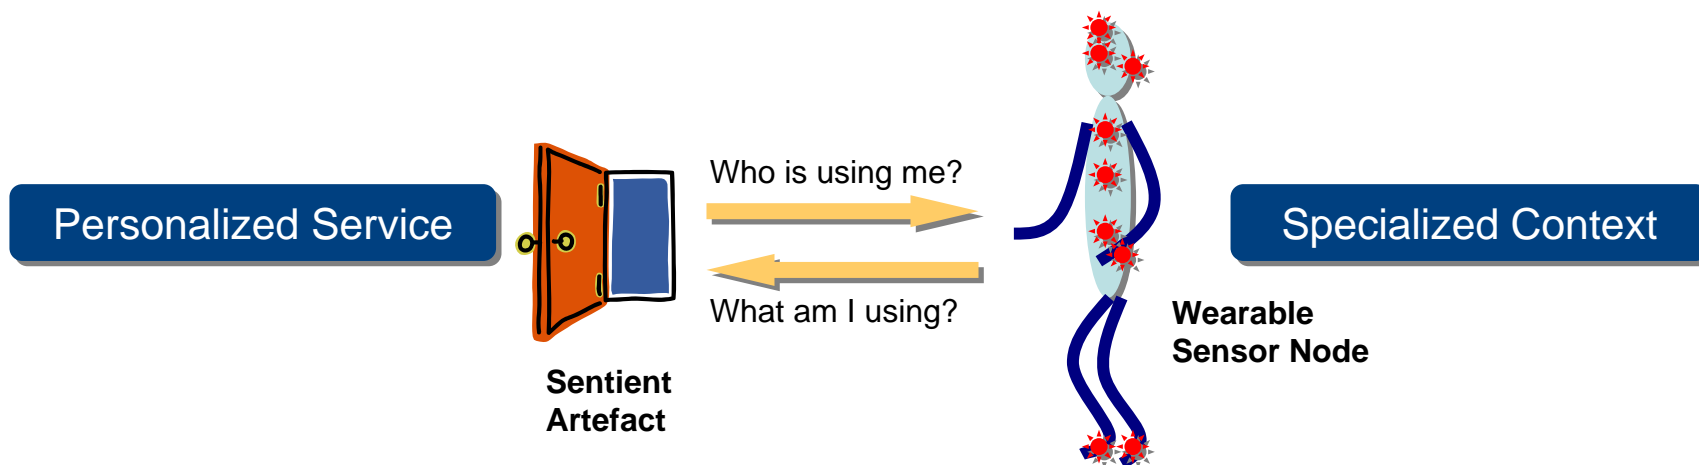 Personalized Service
Who is using me?
What am I using?
Sentient
Artefact
Wearable
Sensor Node
Specialized Context